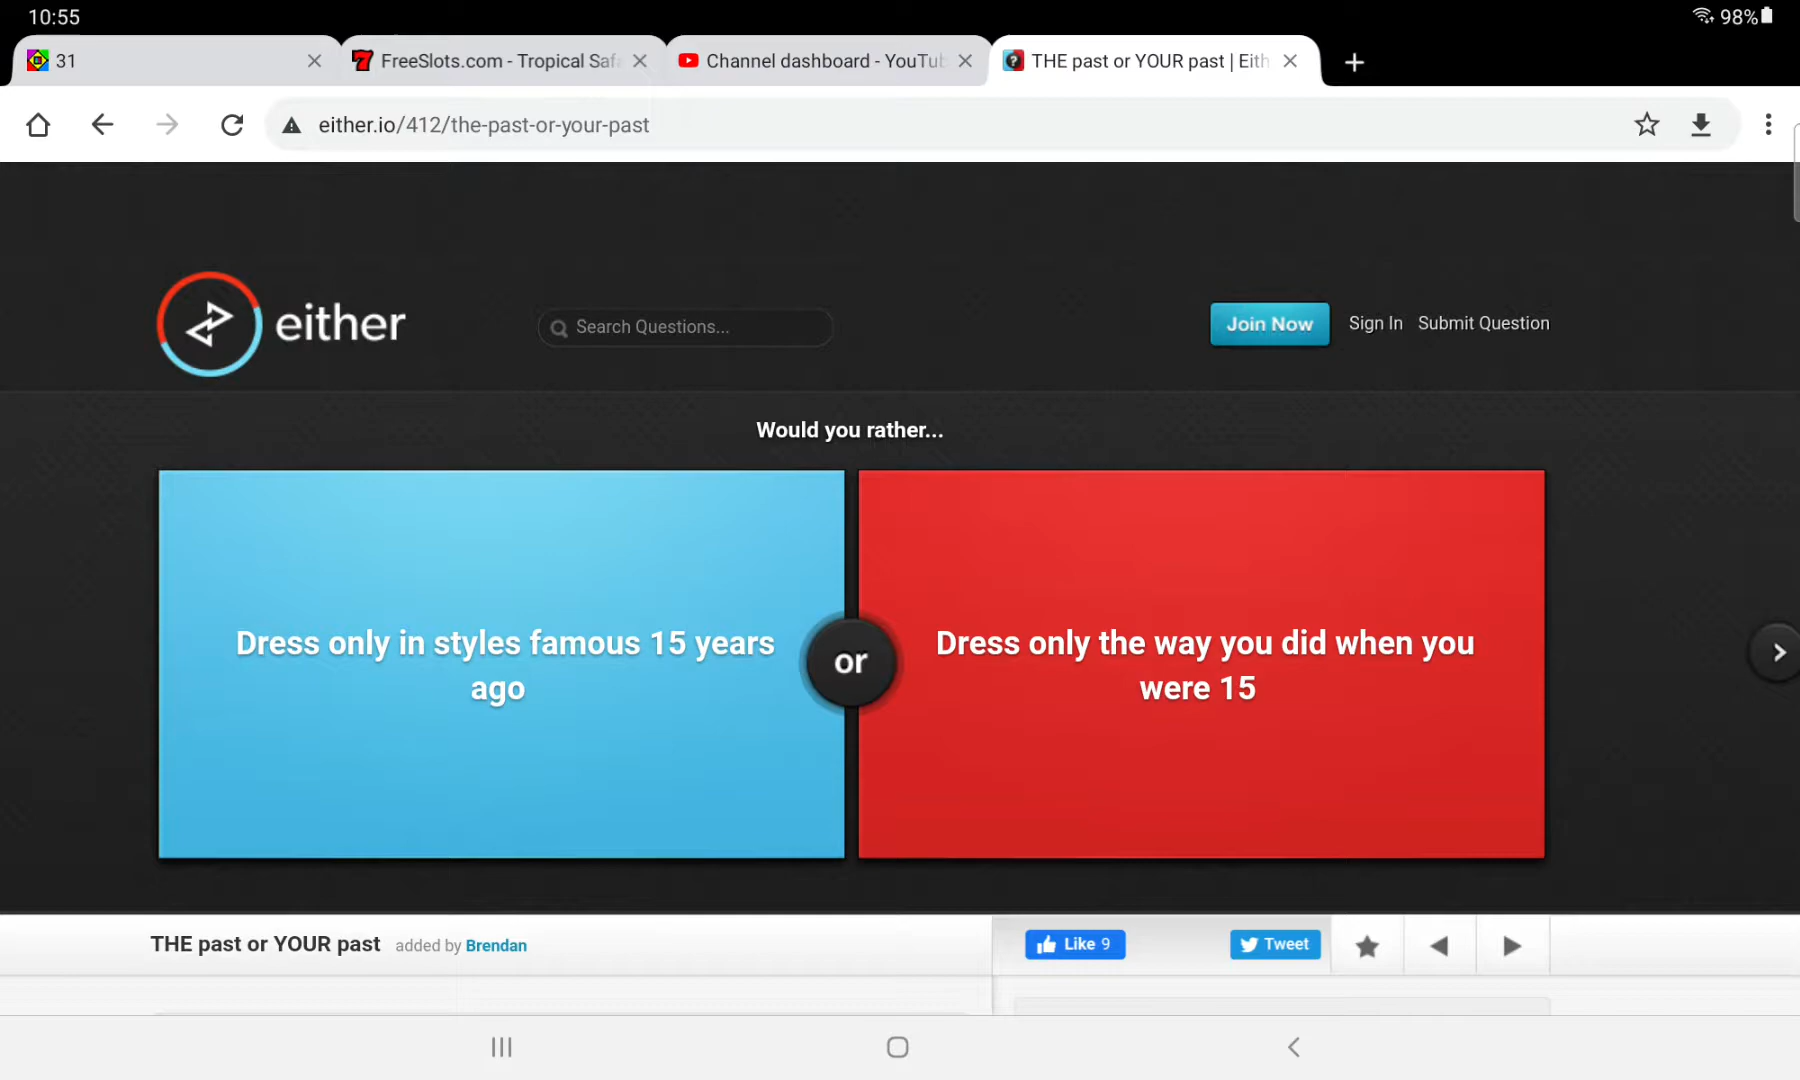 10:55
98%
31
FreeSlots.com - Tropical Safa
Channel dashboard - YouTub
THE past or YOUR past | Eith
either.io/412/the-past-or-your-past
either
Search Questions...
Join Now
Sign In
Submit Question
Would you rather...
Dress only in styles famous 15 years
ago
or
Dress only the way you did when you
were 15
THE past or YOUR past added by Brendan
Like 9
Tweet